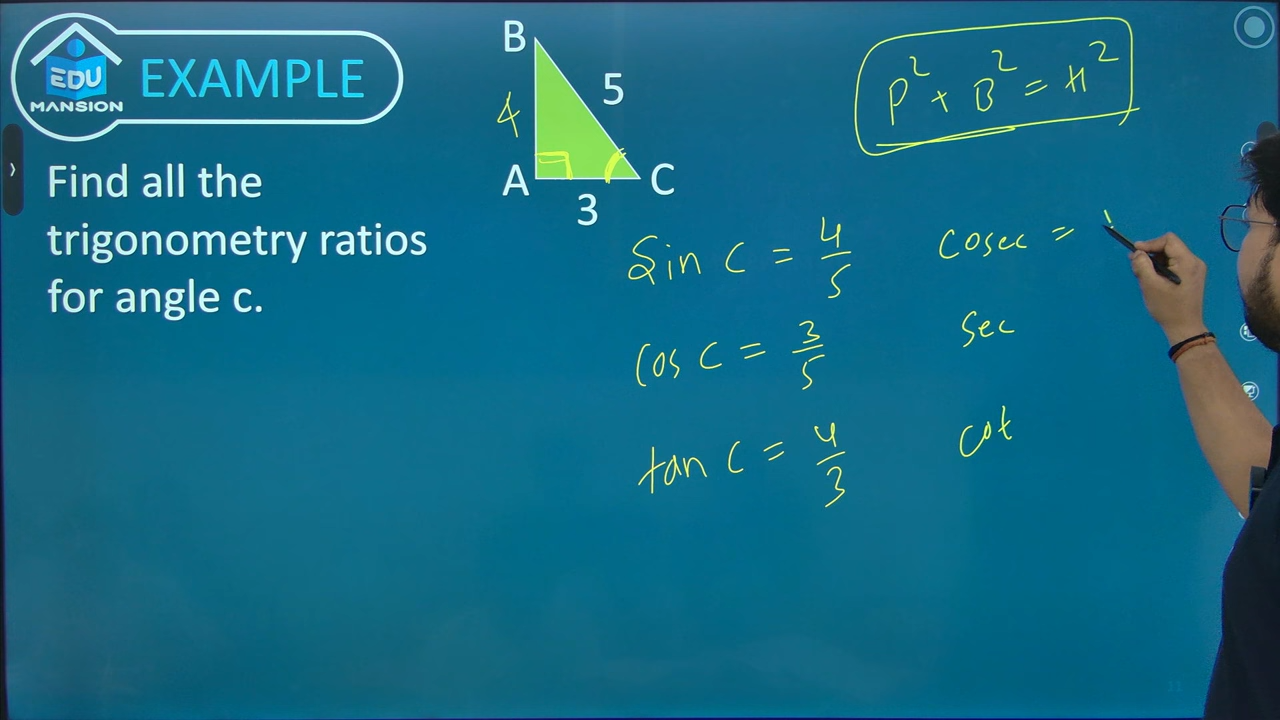 EDU
MANSION
EXAMPLE
Find all the
trigonometry ratios
for angle c.
B
4
5
A
C
3
P² + B² = H²
Sin C = 4/5
cosec =
cos C = 3/5
sec
tan C = 4/3
cot